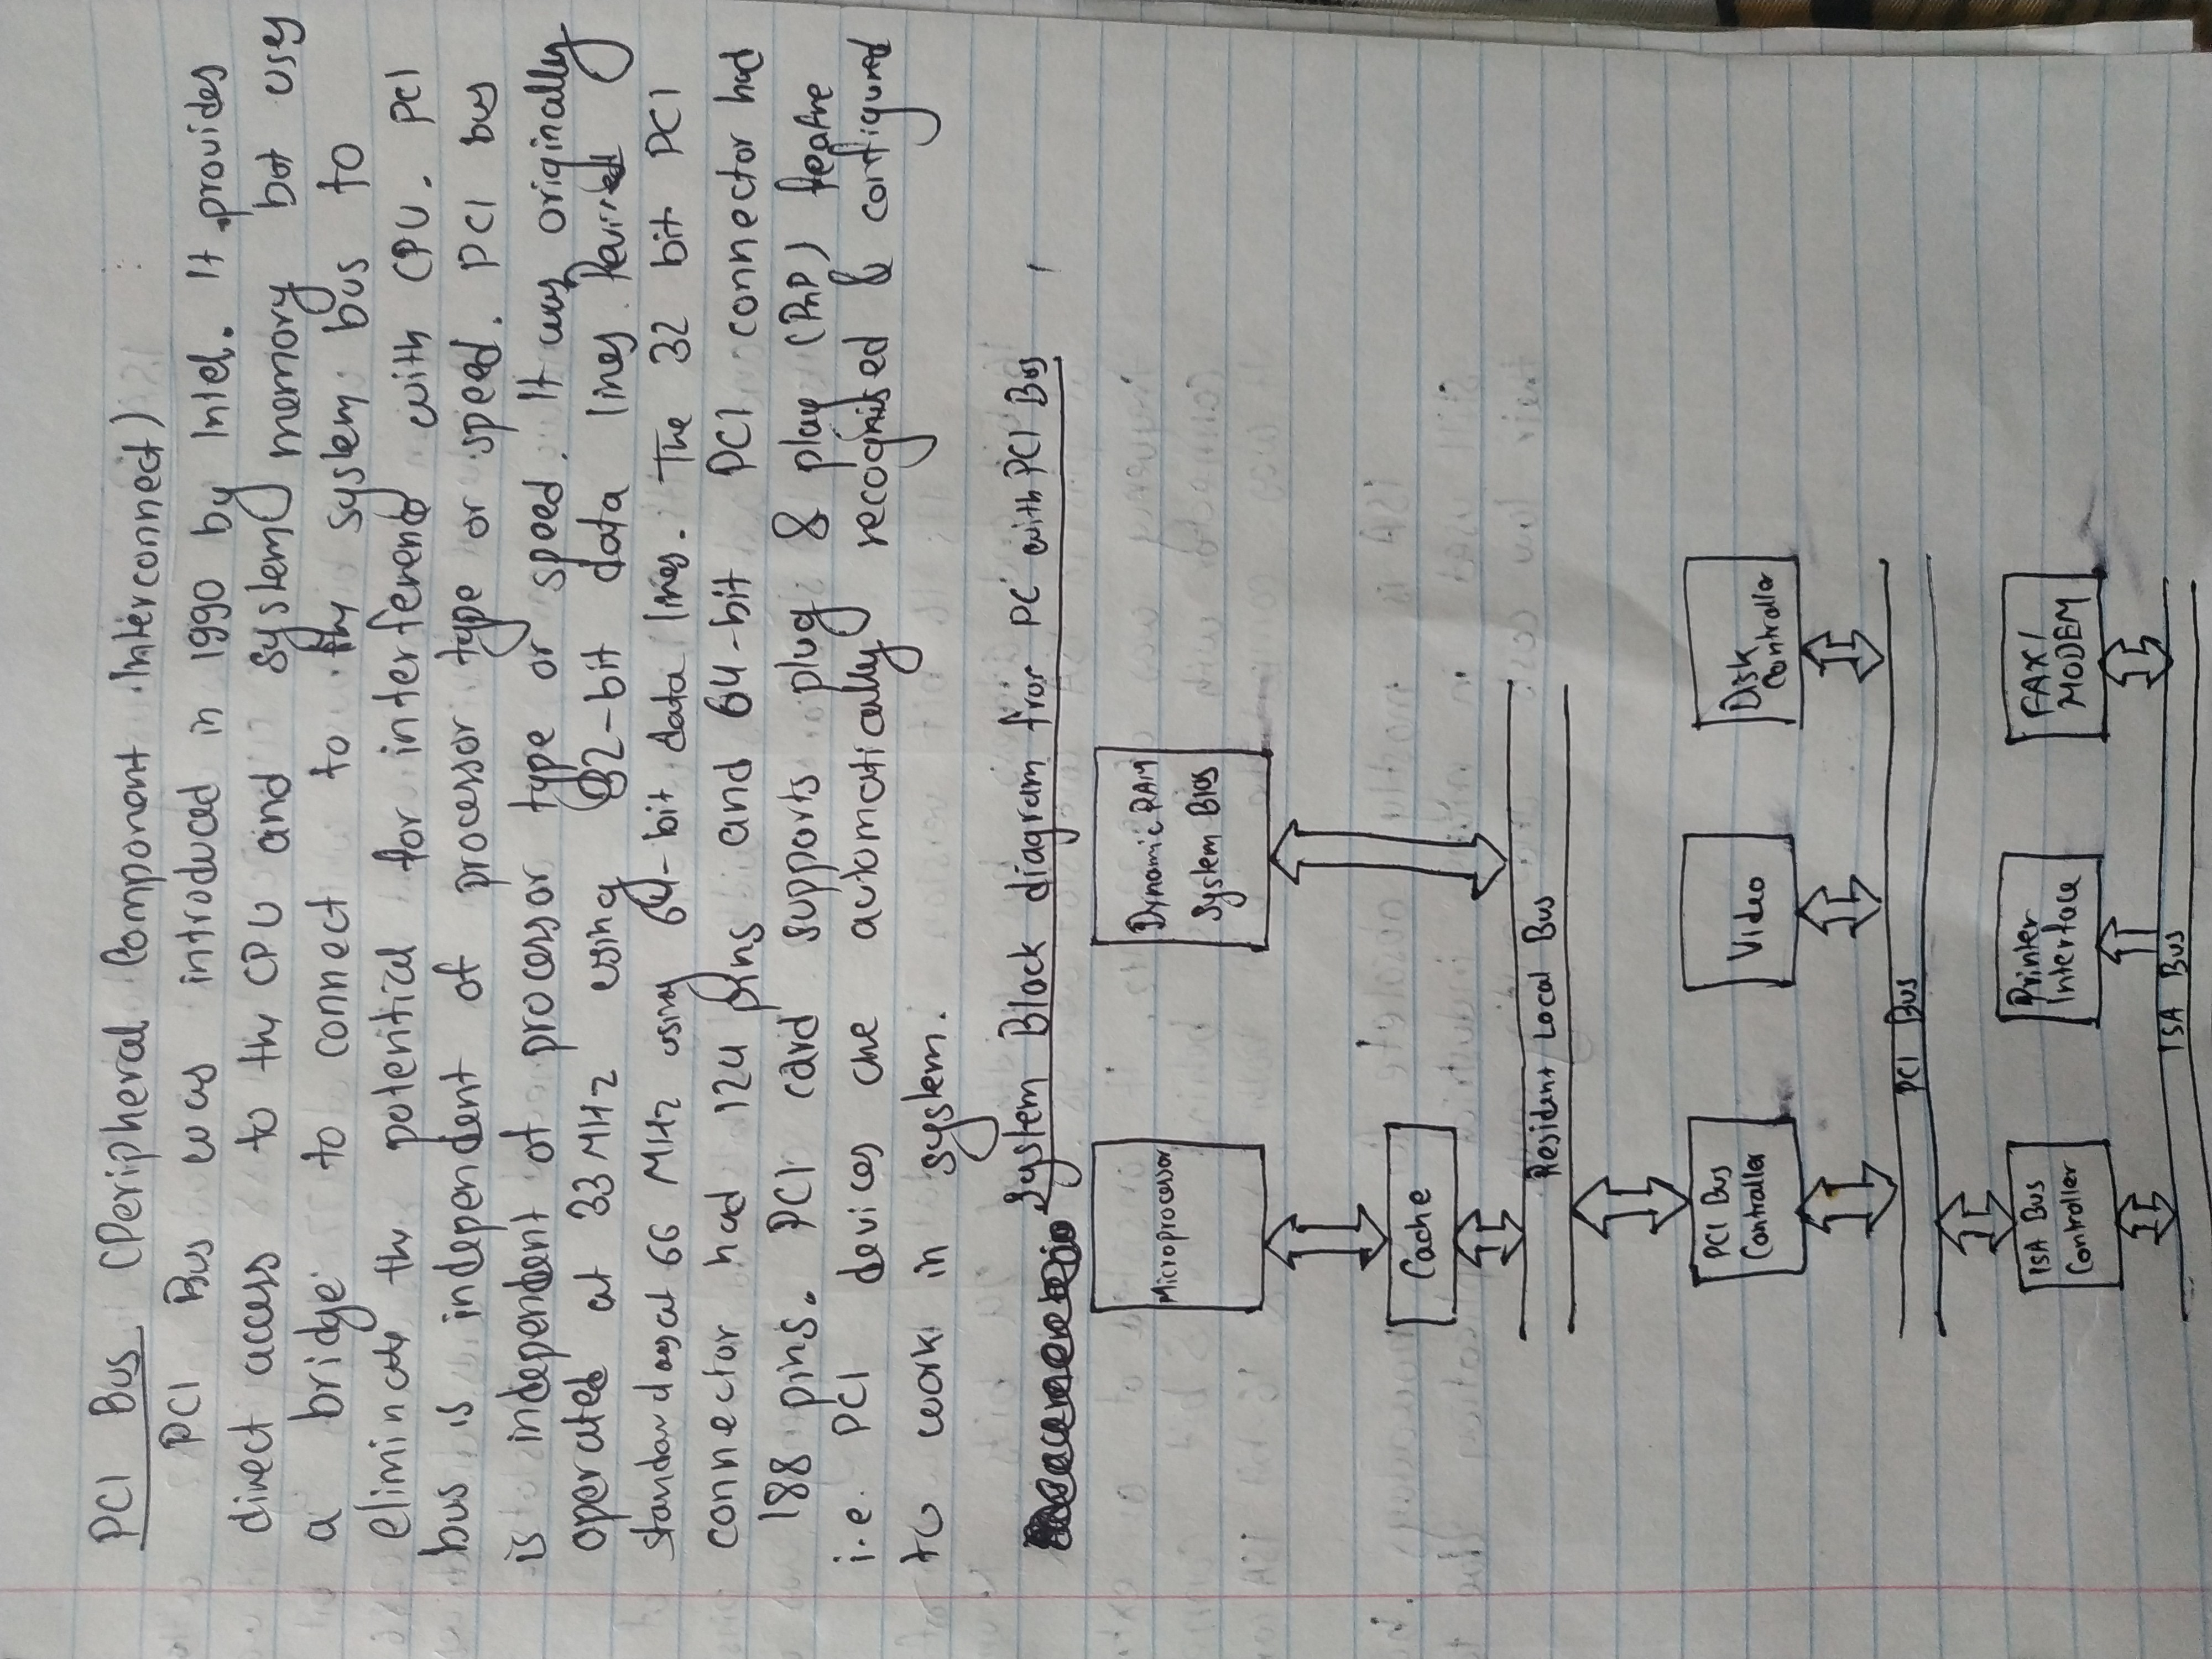 PCI Bus (Peripheral Component Interconnect)
PCI Bus was introduced in 1990 by Intel. It provides
direct access to the CPU and system memory but uses
a bridge to connect to the system bus to
eliminate the potential for interference with CPU. PCI
bus is independent of processor type or speed. PCI bus
is independent of processor type or speed. It was originally
operated at 33 MHz using 32-bit data lines. Revised
standard at 66 MHz using 64-bit data lines. The 32 bit PCI
connector had 124 pins and 64-bit PCI connector had
188 pins. PCI card supports plug & play (PnP) feature
i.e. PCI devices are automatically recognised & configured
to work in system.
System Block diagram for PC with PCI Bus
Microprocessor
Dynamic RAM
System BIOS
Cache
Resident Local Bus
PCI Bus
Controller
Video
Disk
Controller
PCI Bus
ISA Bus
Controller
Printer
Interface
FAX/
MODEM
ISA Bus